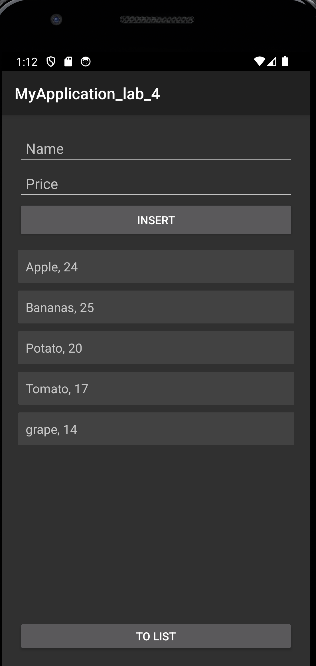 1:12
MyApplication_lab_4
Name
Price
INSERT
Apple, 24
Bananas, 25
Potato, 20
Tomato, 17
grape, 14
TO LIST